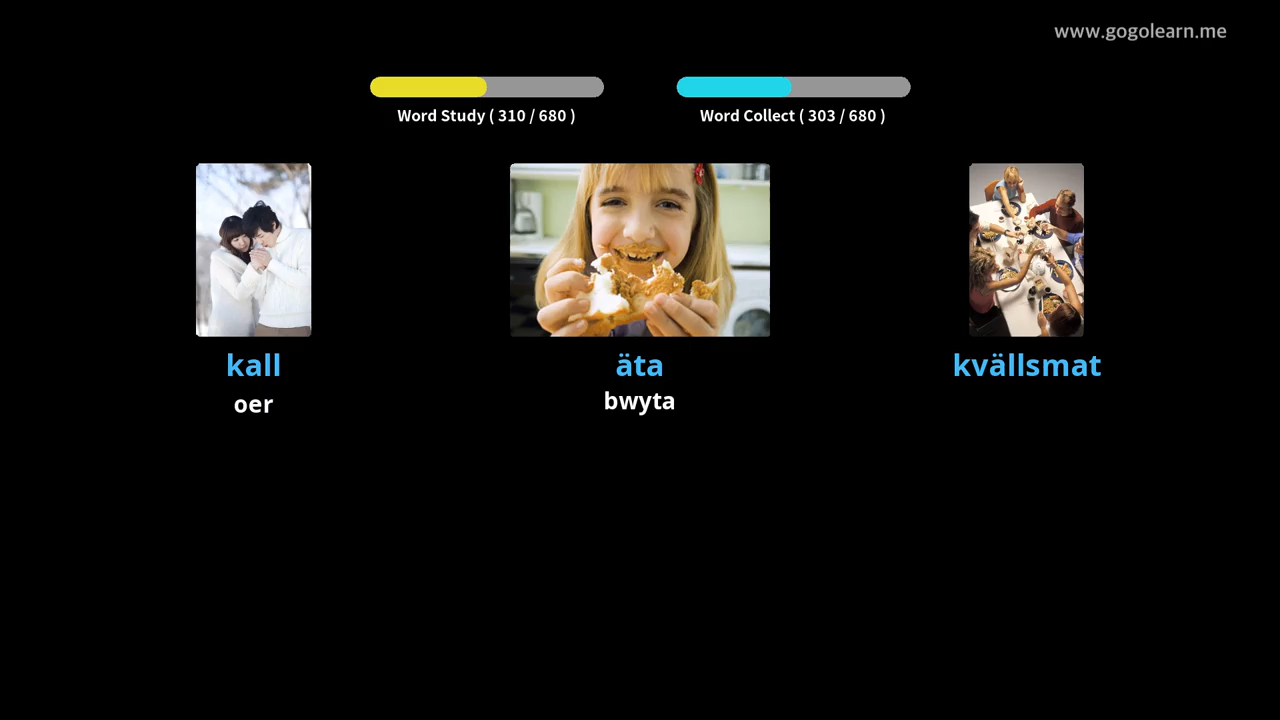 www.gogolearn.me
Word Study ( 310 / 680 )
Word Collect ( 303 / 680 )
kall
oer
äta
bwyta
kvällsmat